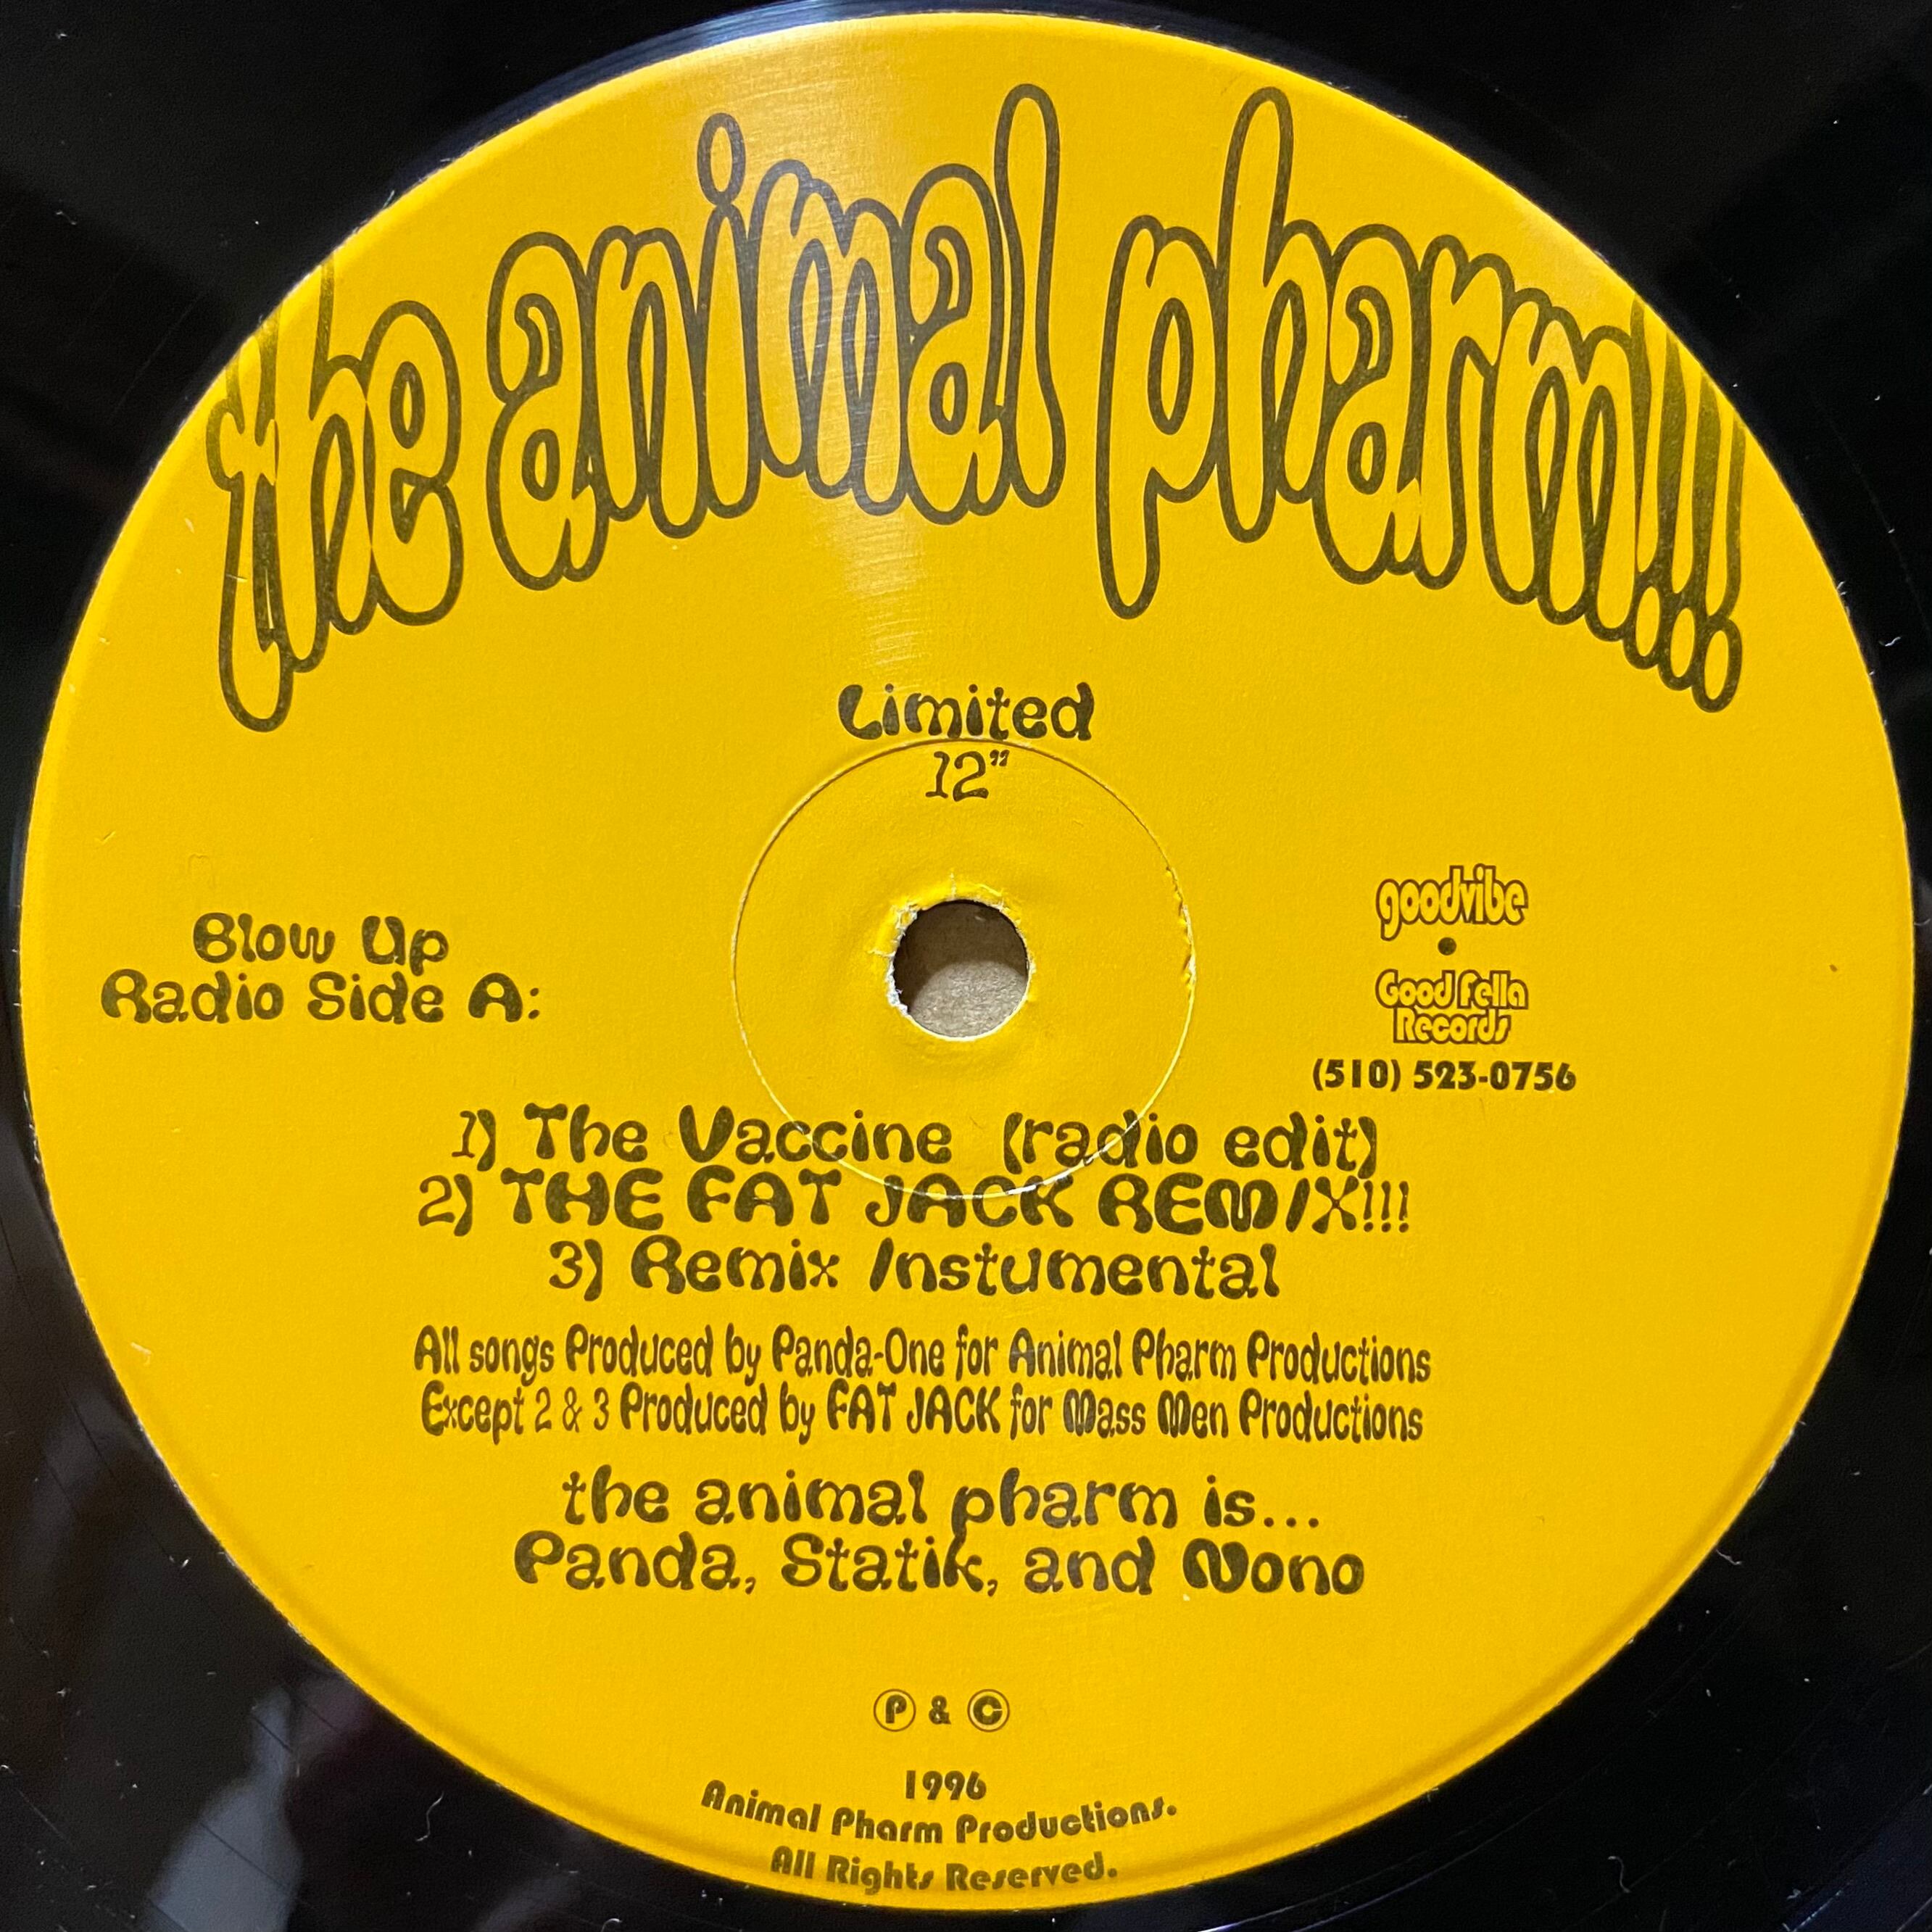 the animal pharm!!!
Limited
12"
Blow Up
Radio Side A:
goodvibe
•
Good Fella
Records
(510) 523-0756
1) The Vaccine (radio edit)
2) THE FAT JACK REMIX!!!
3) Remix Instumental
All songs Produced by Panda-One for Animal Pharm Productions
Except 2 & 3 Produced by FAT JACK for Mass Men Productions
the animal pharm is...
Panda, Statik, and Nono
Ⓟ & Ⓒ
1996
Animal Pharm Productions.
All Rights Reserved.